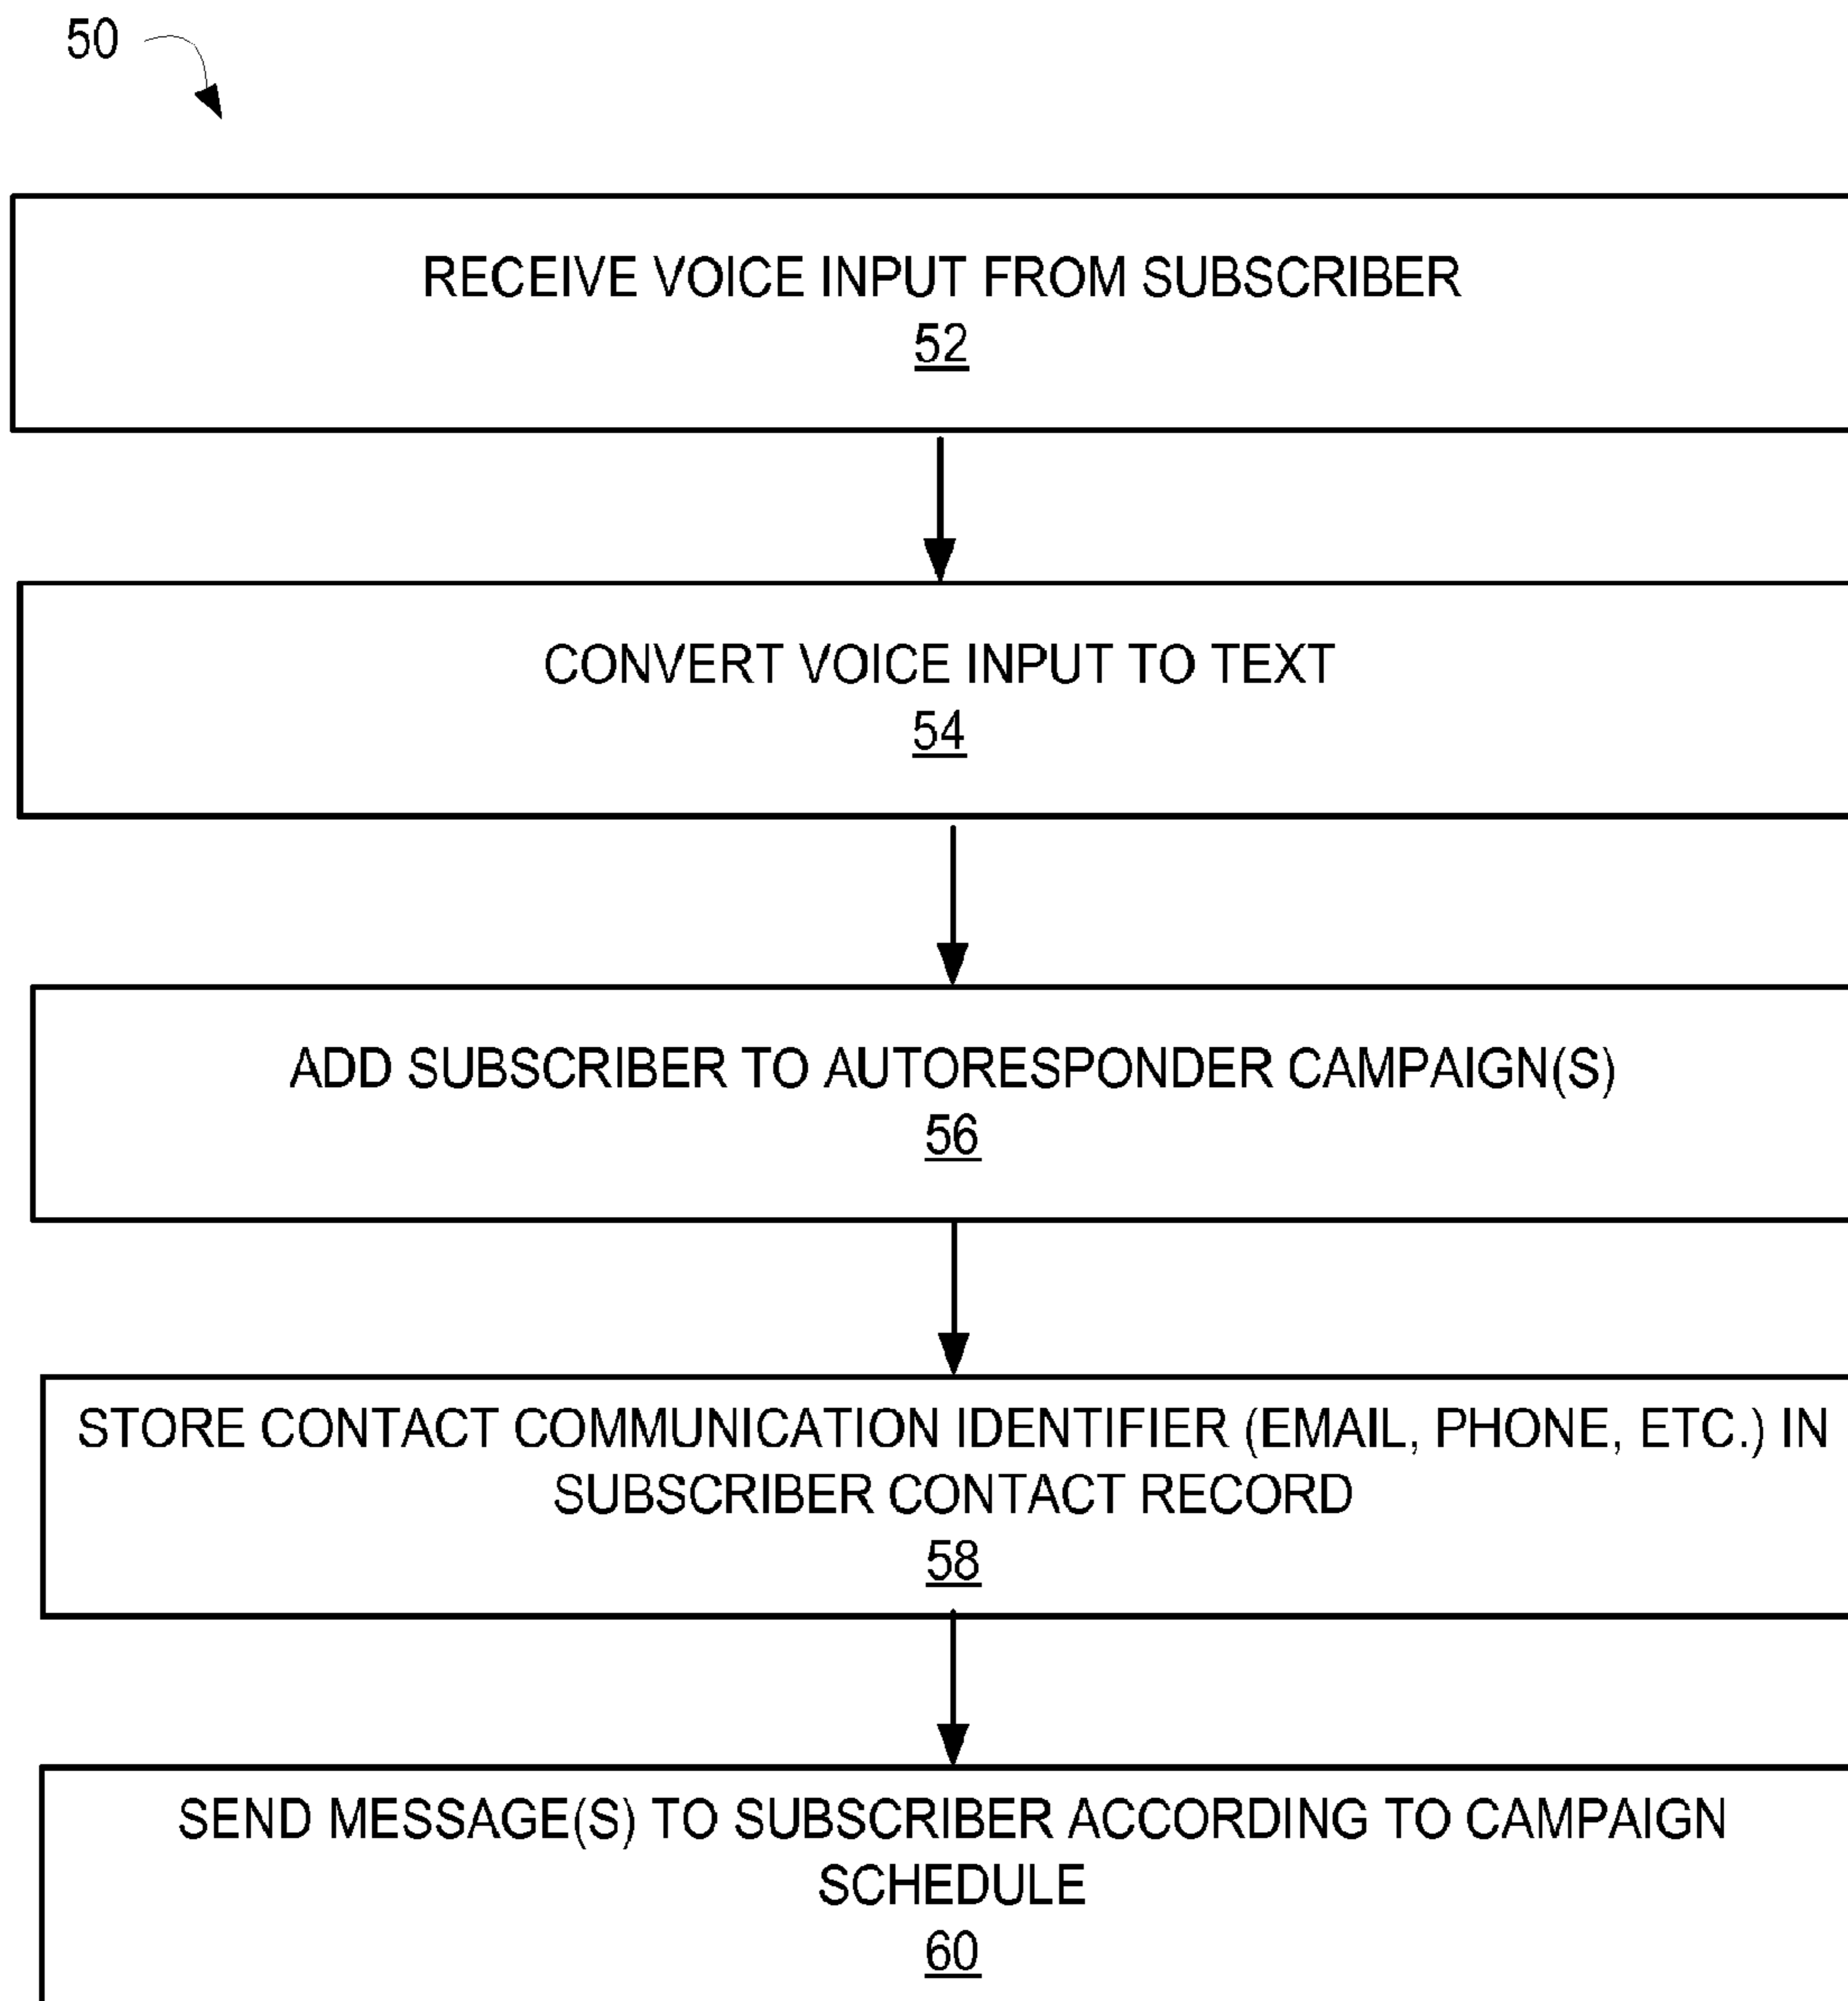 50
RECEIVE VOICE INPUT FROM SUBSCRIBER
52
CONVERT VOICE INPUT TO TEXT
54
ADD SUBSCRIBER TO AUTORESPONDER CAMPAIGN(S)
56
STORE CONTACT COMMUNICATION IDENTIFIER (EMAIL, PHONE, ETC.) IN
SUBSCRIBER CONTACT RECORD
58
SEND MESSAGE(S) TO SUBSCRIBER ACCORDING TO CAMPAIGN
SCHEDULE
60